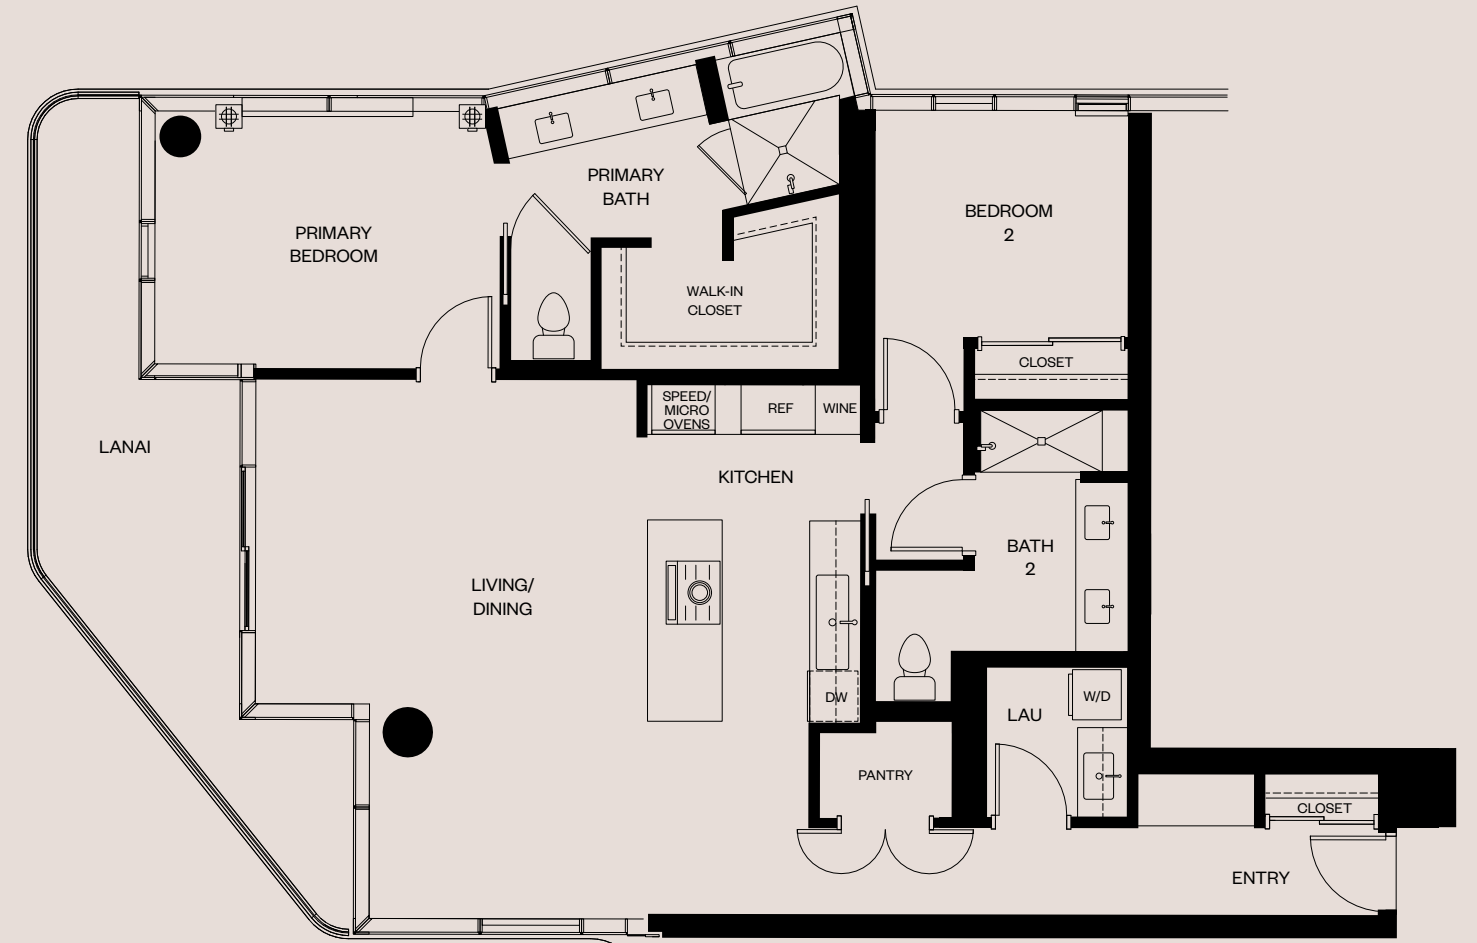 PRIMARY
BATH
BEDROOM
2
PRIMARY
BEDROOM
WALK-IN
CLOSET
CLOSET
SPEED/
MICRO
OVENS
REF
WINE
LANAI
KITCHEN
BATH
2
LIVING/
DINING
DW
W/D
LAU
PANTRY
CLOSET
ENTRY